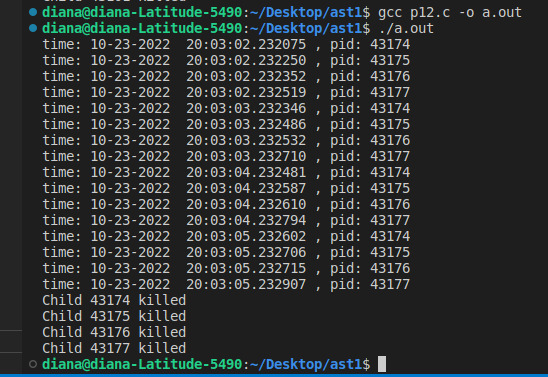 diana@diana-Latitude-5490:~/Desktop/ast1$ gcc p12.c -o a.out
diana@diana-Latitude-5490:~/Desktop/ast1$ ./a.out
time: 10-23-2022  20:03:02.232075 , pid: 43174
time: 10-23-2022  20:03:02.232250 , pid: 43175
time: 10-23-2022  20:03:02.232352 , pid: 43176
time: 10-23-2022  20:03:02.232519 , pid: 43177
time: 10-23-2022  20:03:03.232346 , pid: 43174
time: 10-23-2022  20:03:03.232486 , pid: 43175
time: 10-23-2022  20:03:03.232532 , pid: 43176
time: 10-23-2022  20:03:03.232710 , pid: 43177
time: 10-23-2022  20:03:04.232481 , pid: 43174
time: 10-23-2022  20:03:04.232587 , pid: 43175
time: 10-23-2022  20:03:04.232610 , pid: 43176
time: 10-23-2022  20:03:04.232794 , pid: 43177
time: 10-23-2022  20:03:05.232602 , pid: 43174
time: 10-23-2022  20:03:05.232706 , pid: 43175
time: 10-23-2022  20:03:05.232715 , pid: 43176
time: 10-23-2022  20:03:05.232907 , pid: 43177
Child 43174 killed
Child 43175 killed
Child 43176 killed
Child 43177 killed
diana@diana-Latitude-5490:~/Desktop/ast1$